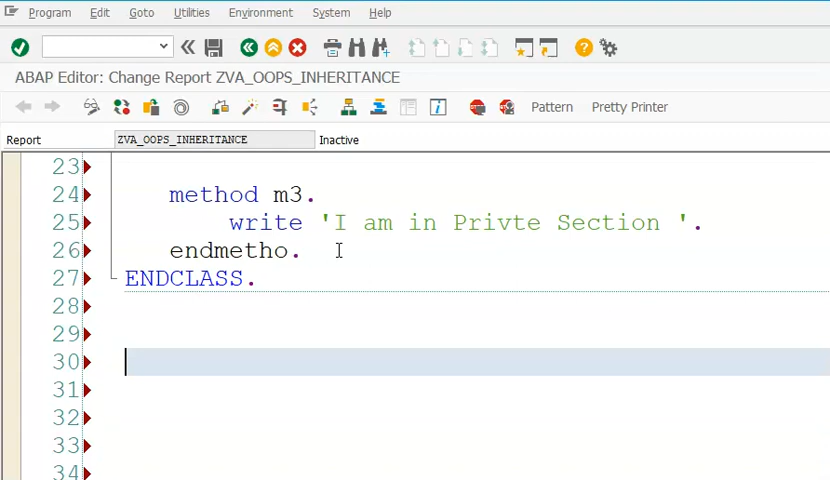 Program Edit Goto Utilities Environment System Help
ABAP Editor: Change Report ZVA_OOPS_INHERITANCE
Pattern Pretty Printer
Report ZVA_OOPS_INHERITANCE Inactive
23
24 method m3.
25 write 'I am in Privte Section '.
26 endmetho.
27 ENDCLASS.
28
29
30
31
32
33
34